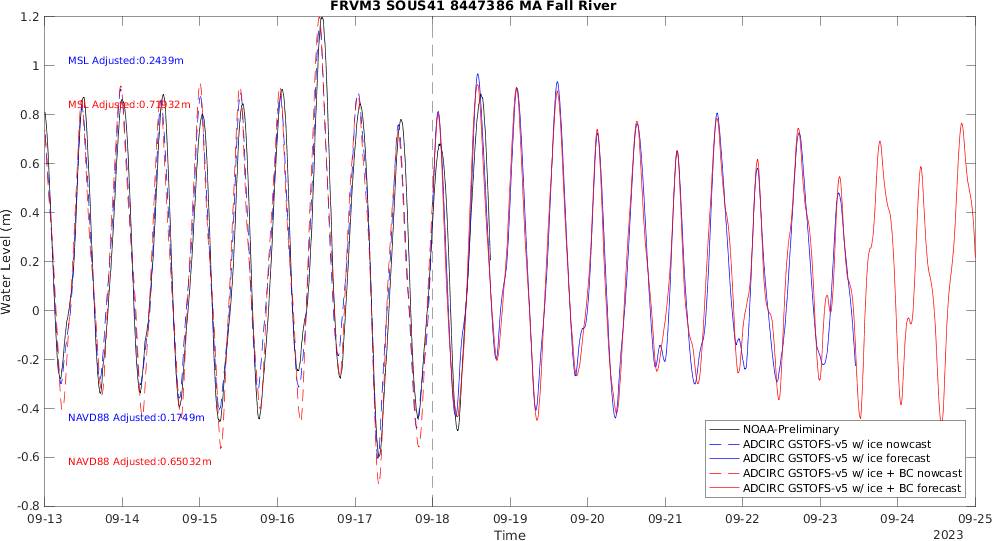 FRVM3 SOUS41 8447386 MA Fall River
1.2
1
0.8
0.6
0.4
0.2
0
-0.2
-0.4
-0.6
-0.8
Water Level (m)
MSL Adjusted:0.2439m
MSL Adjusted:0.71932m
NAVD88 Adjusted:0.1749m
NAVD88 Adjusted:0.65032m
NOAA-Preliminary
ADCIRC GSTOFS-v5 w/ ice nowcast
ADCIRC GSTOFS-v5 w/ ice forecast
ADCIRC GSTOFS-v5 w/ ice + BC nowcast
ADCIRC GSTOFS-v5 w/ ice + BC forecast
09-13 09-14 09-15 09-16 09-17 09-18 09-19 09-20 09-21 09-22 09-23 09-24 09-25
Time
2023